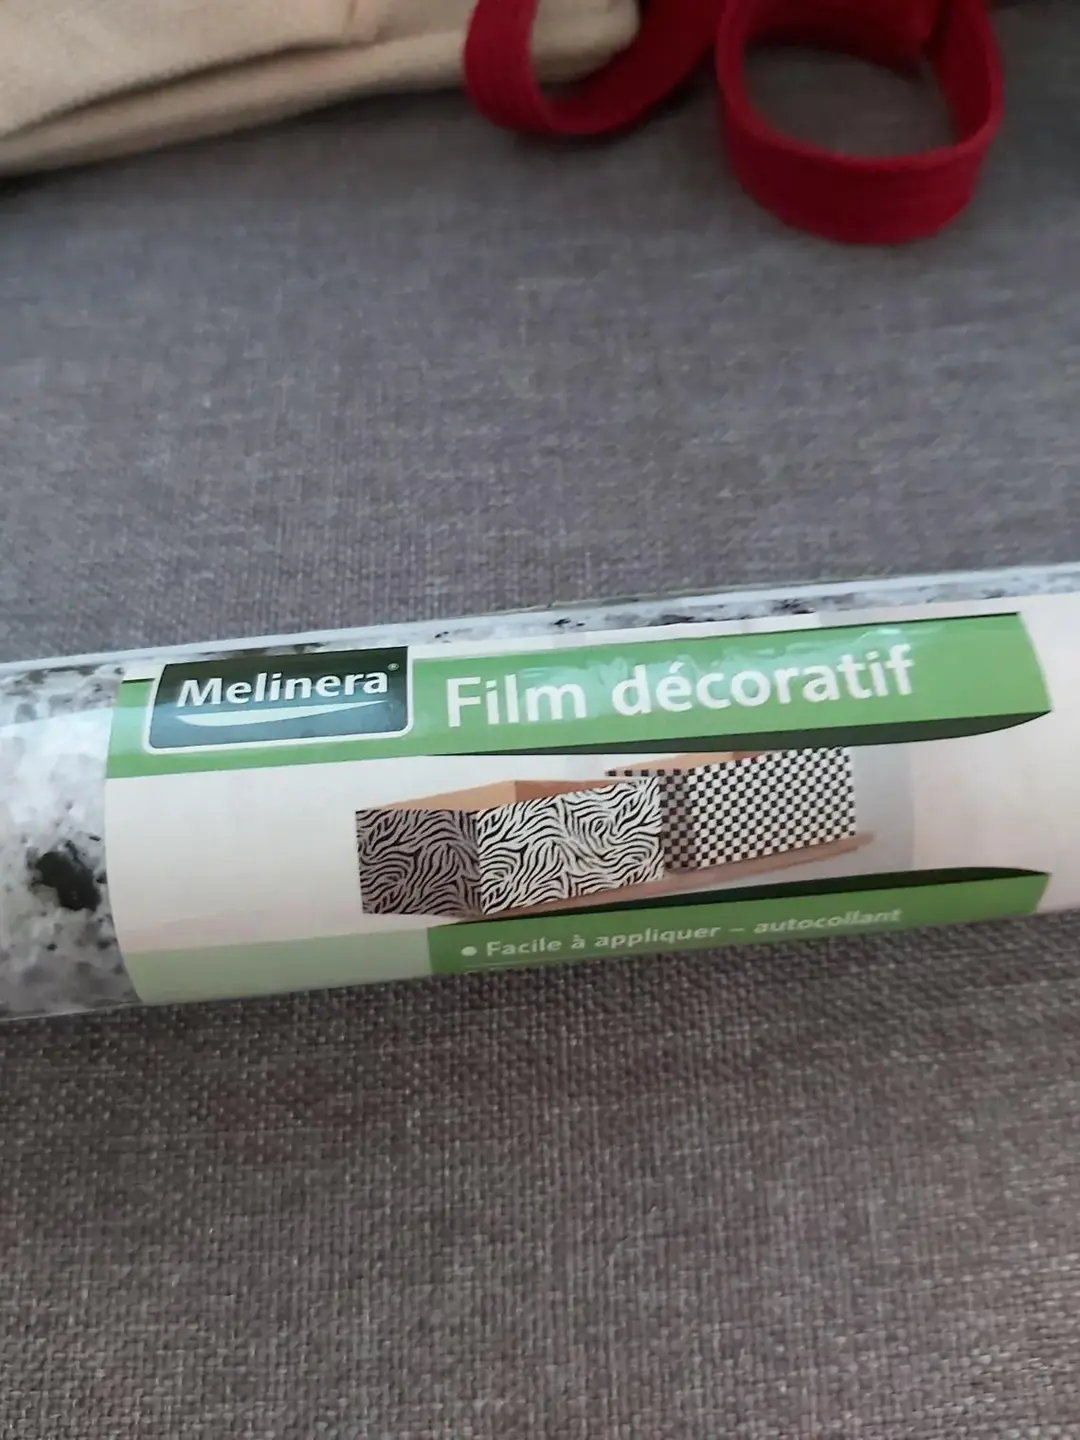 Melinera®
Film décoratif
• Facile à appliquer – autocollant